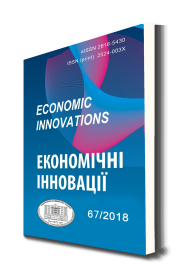 eISSN 2616-5430
ISSN (print) 2524-003X
ECONOMIC
INNOVATIONS
ЕКОНОМІЧНІ
ІННОВАЦІЇ
67/2018